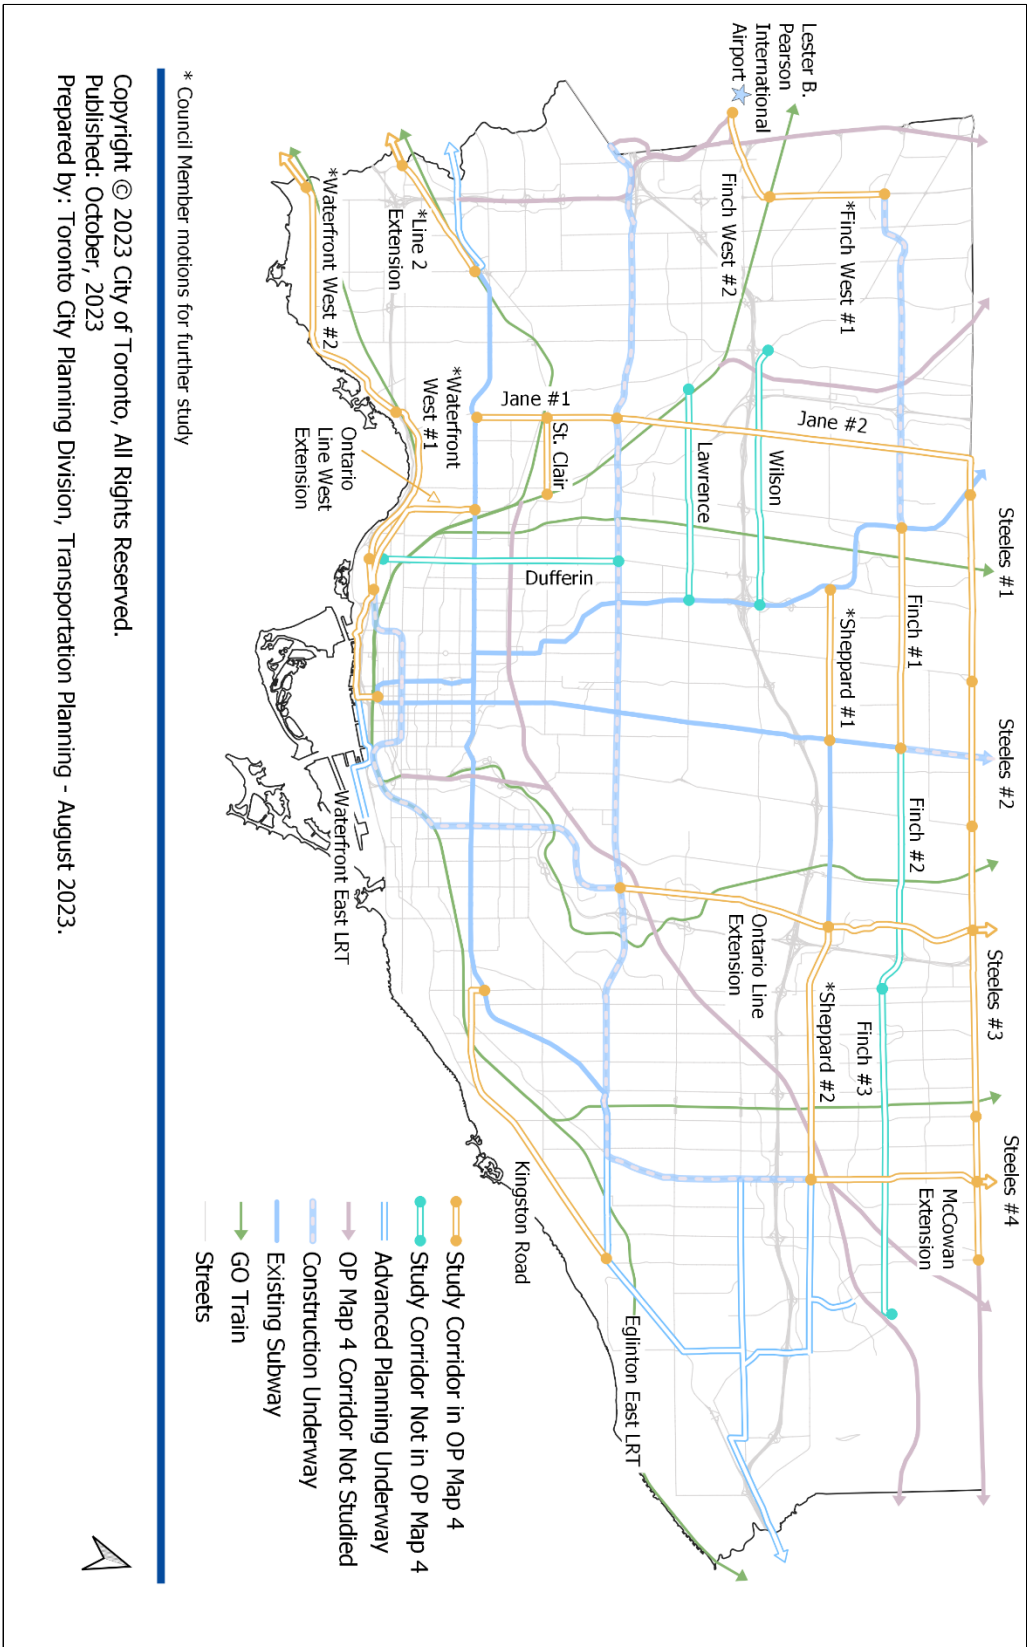 Steeles #1
Steeles #2
Steeles #3
Steeles #4
McCowan
Extension
*Finch West #1
Finch #1
Finch #2
Finch #3
Jane #2
*Sheppard #1
*Sheppard #2
Lester B.
Pearson
International
Airport
Finch West #2
Wilson
Lawrence
Ontario Line
Extension
Jane #1
St. Clair
Dufferin
*Line 2
Extension
*Waterfront
West #1
*Waterfront West #2
Ontario
Line West
Extension
Waterfront East LRT
Kingston Road
Eglinton East LRT
Study Corridor in OP Map 4
Study Corridor Not in OP Map 4
Advanced Planning Underway
OP Map 4 Corridor Not Studied
Construction Underway
Existing Subway
GO Train
Streets
* Council Member motions for further study
Copyright © 2023 City of Toronto, All Rights Reserved.
Published: October, 2023
Prepared by: Toronto City Planning Division, Transportation Planning - August 2023.